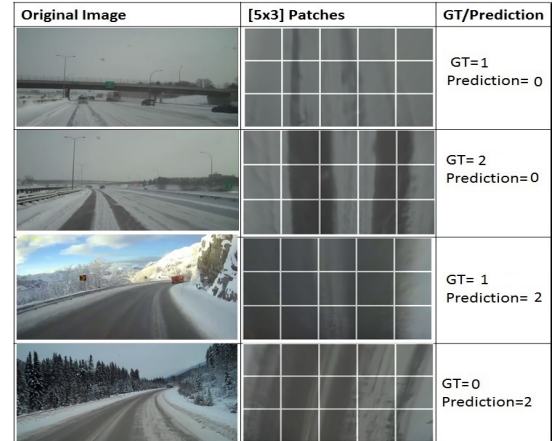 Original Image
[5x3] Patches
GT/Prediction
GT=1
Prediction= 0
GT= 2
Prediction=0
GT= 1
Prediction= 2
GT=0
Prediction=2